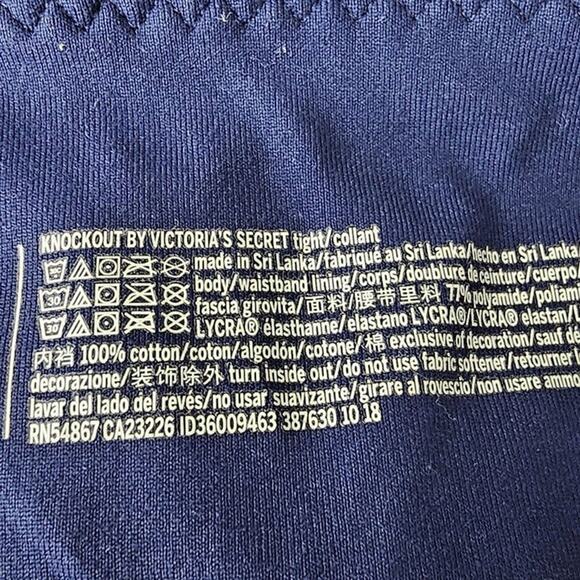 KNOCKOUT BY VICTORIA'S SECRET tight/collant
made in Sri Lanka/fabriqué au Sri Lanka/hecho en Sri Lanka
body/waistband lining/corps/doublure de ceinture/cuerpo
30 fascia girovita/面料/腰带里料 77% polyamide/poliam
30 LYCRA® élasthanne/elastano LYCRA®/LYCRA® elastan/L
内裆 100% cotton/coton/algodón/cotone/棉 exclusive of decoration/sauf dé
decorazione/装饰除外 turn inside out/do not use fabric softener/retourner
lavar del lado del revés/no usar suavizante/girare al rovescio/non usare ammo
RN54867 CA23226 ID36009463 387630 10 18